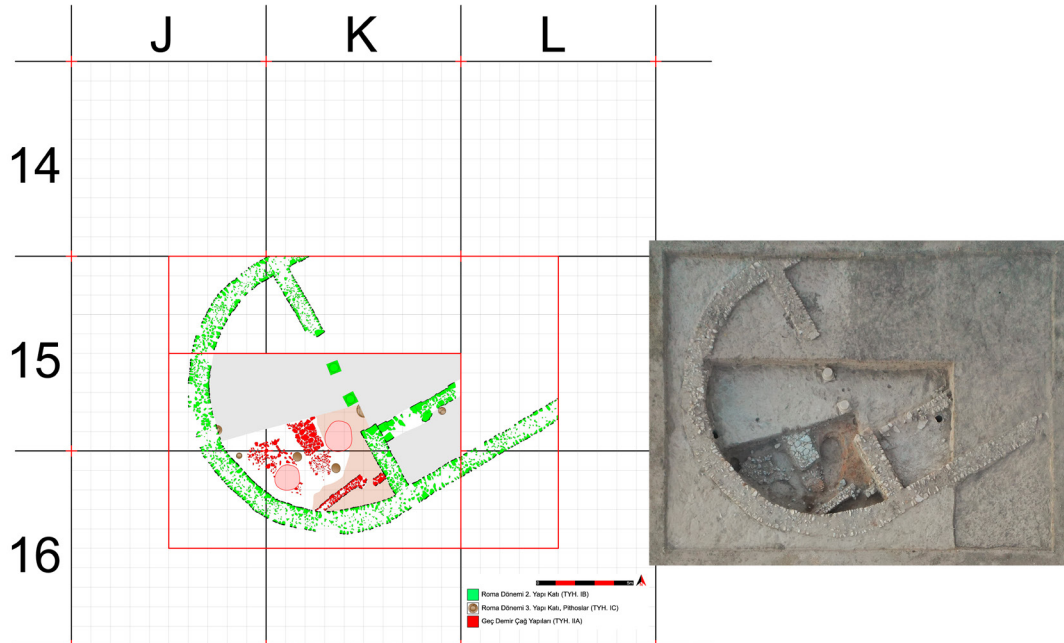 J K L
14
15
16
Roma Dönemi 2. Yapı Katı (TYH. IB)
Roma Dönemi 3. Yapı Katı, Pithoslar (TYH. IC)
Geç Demir Çağ Yapıları (TYH. IIA)